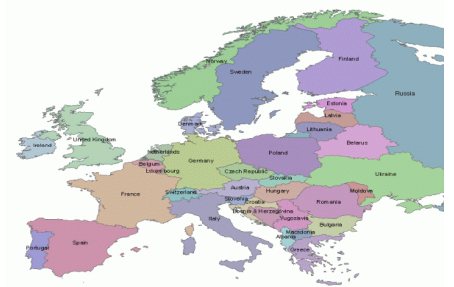 Norway
Finland
Sweden
Russia
Estonia
Latvia
Denmark
Lithuania
United Kingdom
Ireland
Belarus
Netherlands
Poland
Germany
Belgium
Luxembourg
Czech Republic
Ukraine
Slovakia
France
Austria
Switzerland
Hungary
Moldova
Slovenia
Croatia
Romania
Bosnia & Herzegovina
Italy
Yugoslavia
Bulgaria
Macedonia
Albania
Spain
Portugal
Greece